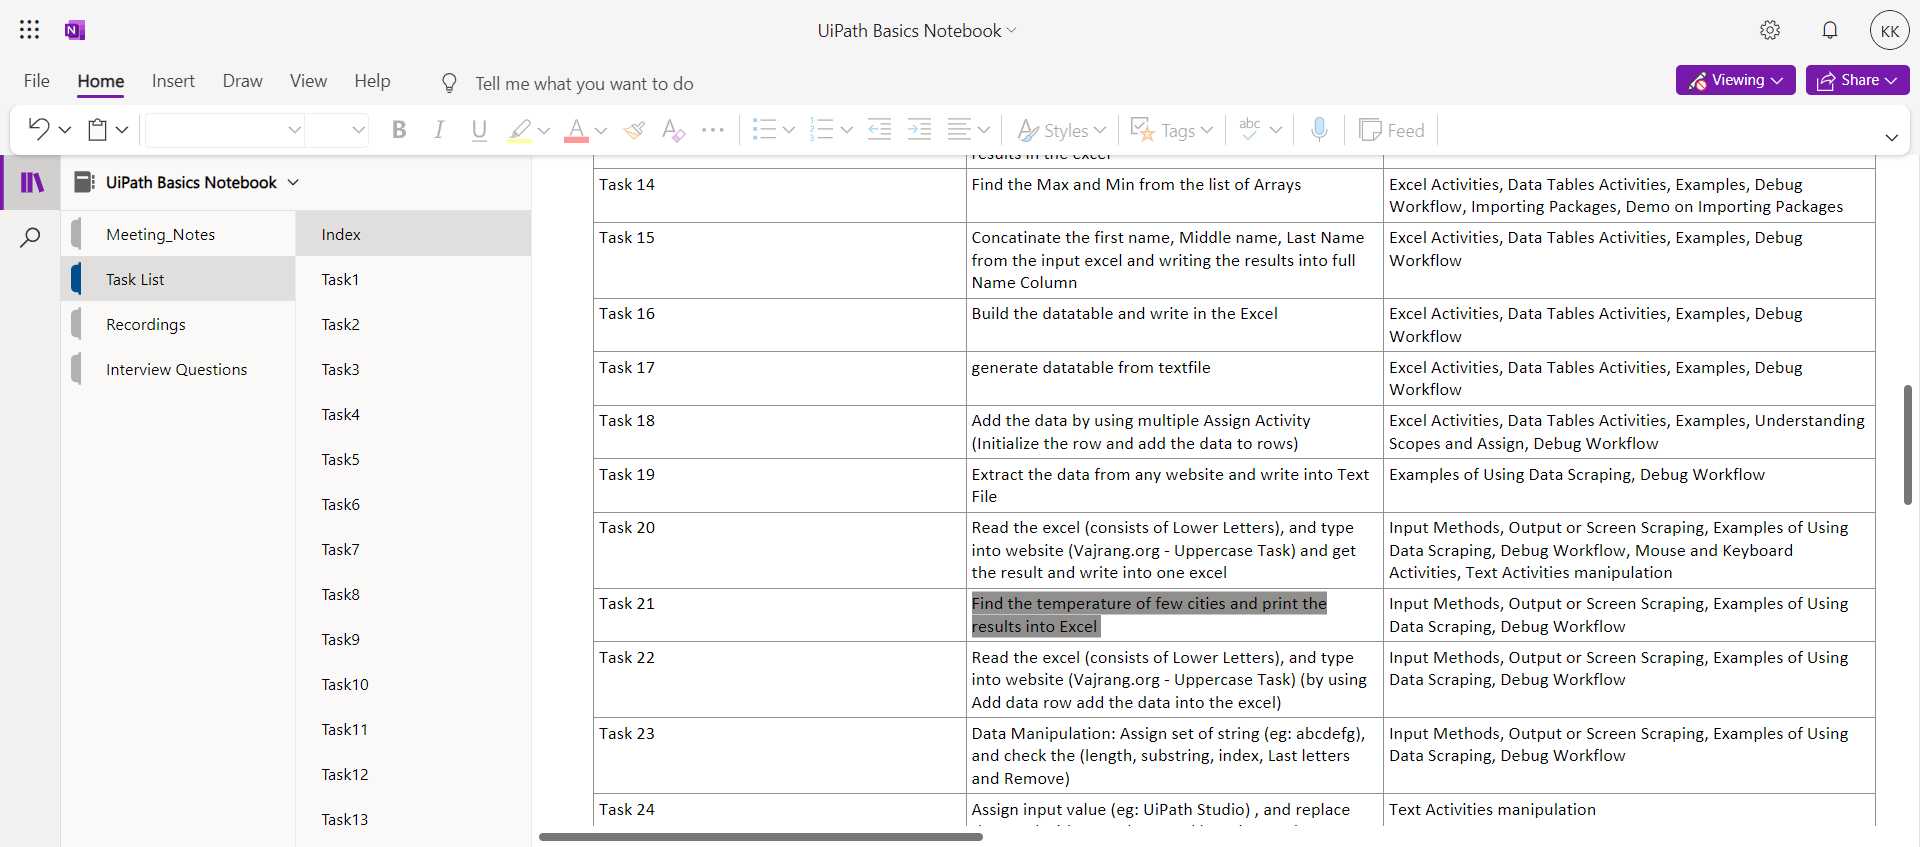 UiPath Basics Notebook
KK
File Home Insert Draw View Help Tell me what you want to do
Viewing Share
B I U A A Styles Tags abc Feed
UiPath Basics Notebook
Meeting_Notes
Task List
Recordings
Interview Questions
Index
Task1
Task2
Task3
Task4
Task5
Task6
Task7
Task8
Task9
Task10
Task11
Task12
Task13
results in the excel
Task 14
Find the Max and Min from the list of Arrays
Excel Activities, Data Tables Activities, Examples, Debug
Workflow, Importing Packages, Demo on Importing Packages
Task 15
Concatinate the first name, Middle name, Last Name
from the input excel and writing the results into full
Name Column
Excel Activities, Data Tables Activities, Examples, Debug
Workflow
Task 16
Build the datatable and write in the Excel
Excel Activities, Data Tables Activities, Examples, Debug
Workflow
Task 17
generate datatable from textfile
Excel Activities, Data Tables Activities, Examples, Debug
Workflow
Task 18
Add the data by using multiple Assign Activity
(Initialize the row and add the data to rows)
Excel Activities, Data Tables Activities, Examples, Understanding
Scopes and Assign, Debug Workflow
Task 19
Extract the data from any website and write into Text
File
Examples of Using Data Scraping, Debug Workflow
Task 20
Read the excel (consists of Lower Letters), and type
into website (Vajrang.org - Uppercase Task) and get
the result and write into one excel
Input Methods, Output or Screen Scraping, Examples of Using
Data Scraping, Debug Workflow, Mouse and Keyboard
Activities, Text Activities manipulation
Task 21
Find the temperature of few cities and print the
results into Excel
Input Methods, Output or Screen Scraping, Examples of Using
Data Scraping, Debug Workflow
Task 22
Read the excel (consists of Lower Letters), and type
into website (Vajrang.org - Uppercase Task) (by using
Add data row add the data into the excel)
Input Methods, Output or Screen Scraping, Examples of Using
Data Scraping, Debug Workflow
Task 23
Data Manipulation: Assign set of string (eg: abcdefg),
and check the (length, substring, index, Last letters
and Remove)
Input Methods, Output or Screen Scraping, Examples of Using
Data Scraping, Debug Workflow
Task 24
Assign input value (eg: UiPath Studio) , and replace
Text Activities manipulation